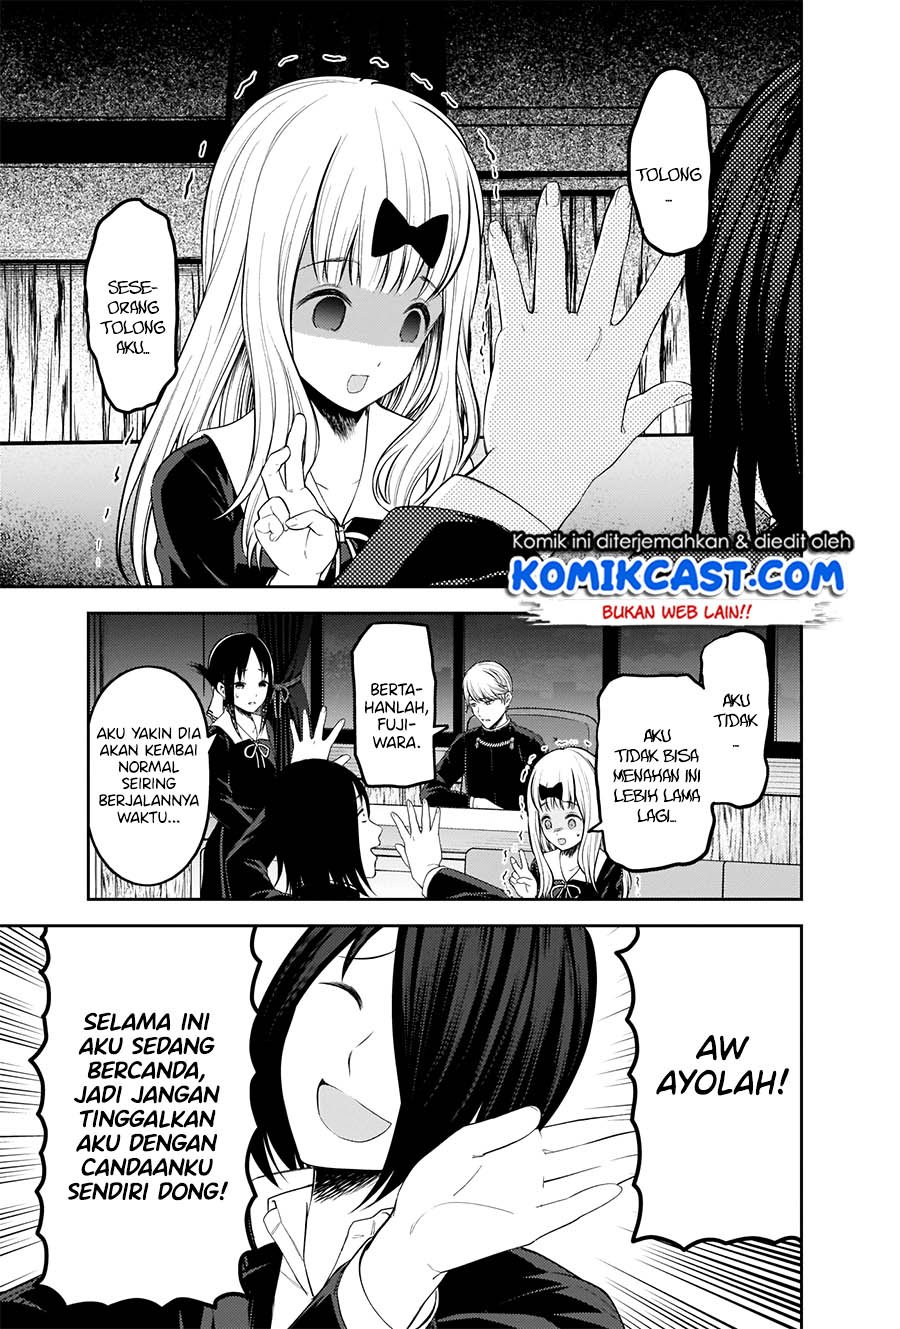 TOLONG
...
SESE-
ORANG
TOLONG
AKU...
Komik ini diterjemahkan & diedit oleh
KOMIKCAST.COM
BUKAN WEB LAIN!!
AKU
TIDAK
...
AKU
TIDAK BISA
MENAHAN INI
LEBIH LAMA
LAGI...
BERTA-
HANLAH,
FUJI-
WARA.
AKU YAKIN DIA
AKAN KEMBAI
NORMAL
SEIRING
BERJALANNYA
WAKTU...
AW
AYOLAH!
SELAMA INI
AKU SEDANG
BERCANDA,
JADI JANGAN
TINGGALKAN
AKU DENGAN
CANDAANKU
SENDIRI DONG!